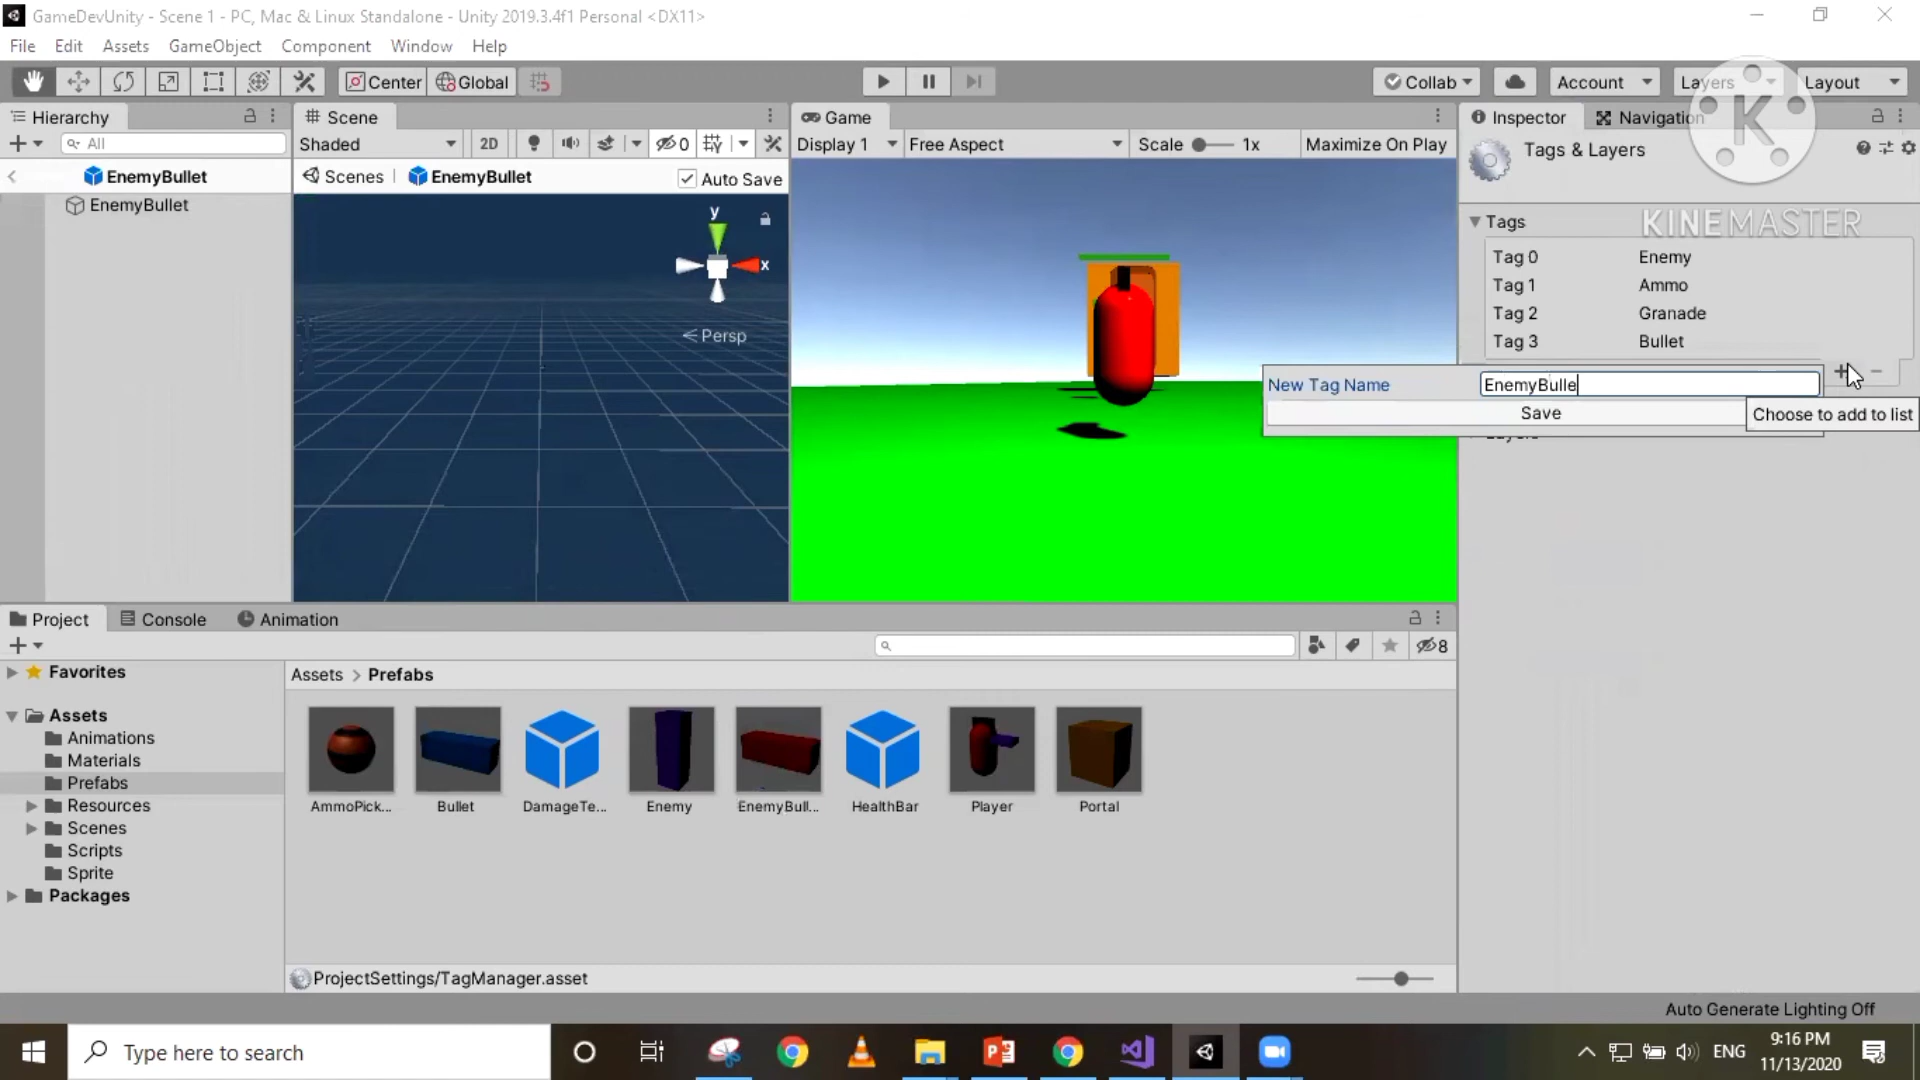 GameDevUnity - Scene 1 - PC, Mac & Linux Standalone - Unity 2019.3.4f1 Personal <DX11>
File Edit Assets GameObject Component Window Help
Center Global Collab Account Layers Layout
Hierarchy Scene Game Inspector Navigation
All Shaded 2D 0 Display 1 Free Aspect Scale 1x Maximize On Play
Tags & Layers
EnemyBullet Scenes EnemyBullet Auto Save
EnemyBullet
y
x
Persp
K
KINEMASTER
Tags
Tag 0 Enemy
Tag 1 Ammo
Tag 2 Granade
Tag 3 Bullet
New Tag Name EnemyBulle
Save
Choose to add to list
Project Console Animation
8
Favorites
Assets > Prefabs
Assets
Animations
Materials
Prefabs
Resources
Scenes
Scripts
Sprite
Packages
AmmoPick... Bullet DamageTe... Enemy EnemyBull... HealthBar Player Portal
ProjectSettings/TagManager.asset
Auto Generate Lighting Off
Type here to search
ENG
9:16 PM
11/13/2020